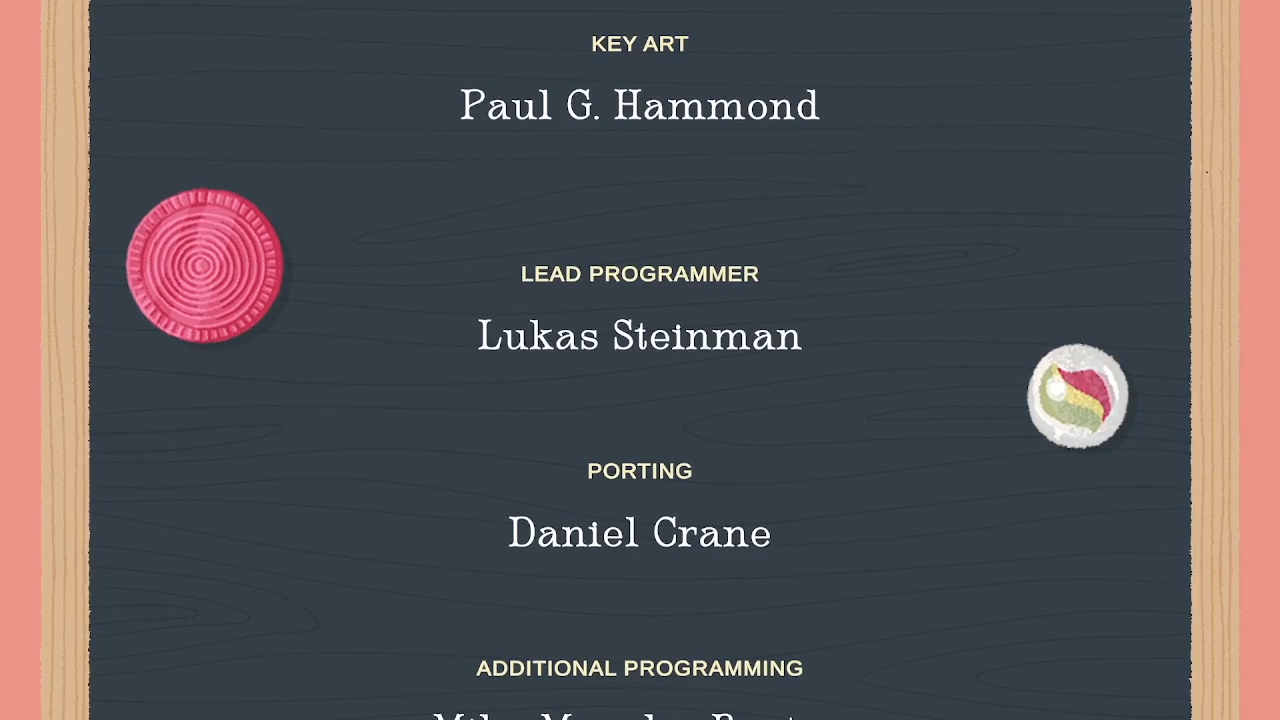 KEY ART
Paul G. Hammond
LEAD PROGRAMMER
Lukas Steinman
PORTING
Daniel Crane
ADDITIONAL PROGRAMMING